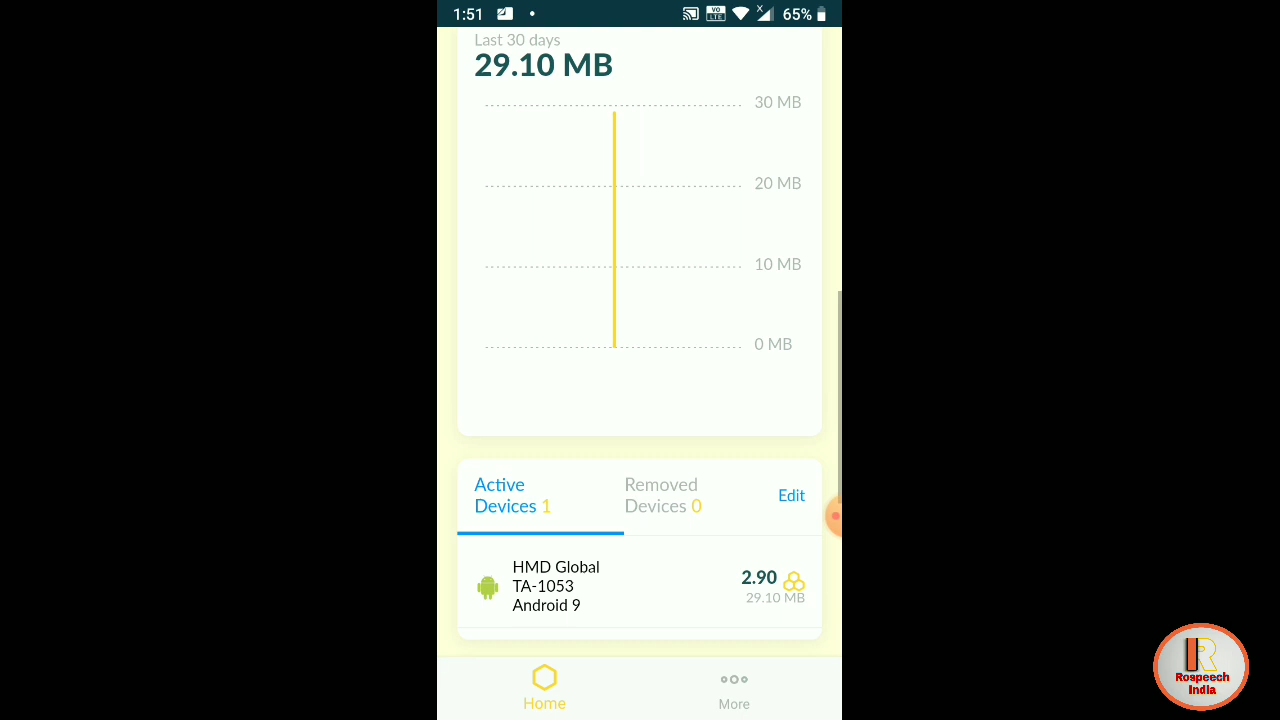 1:51
VO
LTE
X
65%
Last 30 days
29.10 MB
30 MB
20 MB
10 MB
0 MB
Active
Devices 1
Removed
Devices 0
Edit
HMD Global
TA-1053
Android 9
2.90
29.10 MB
Home
More
R
Rospeech
India